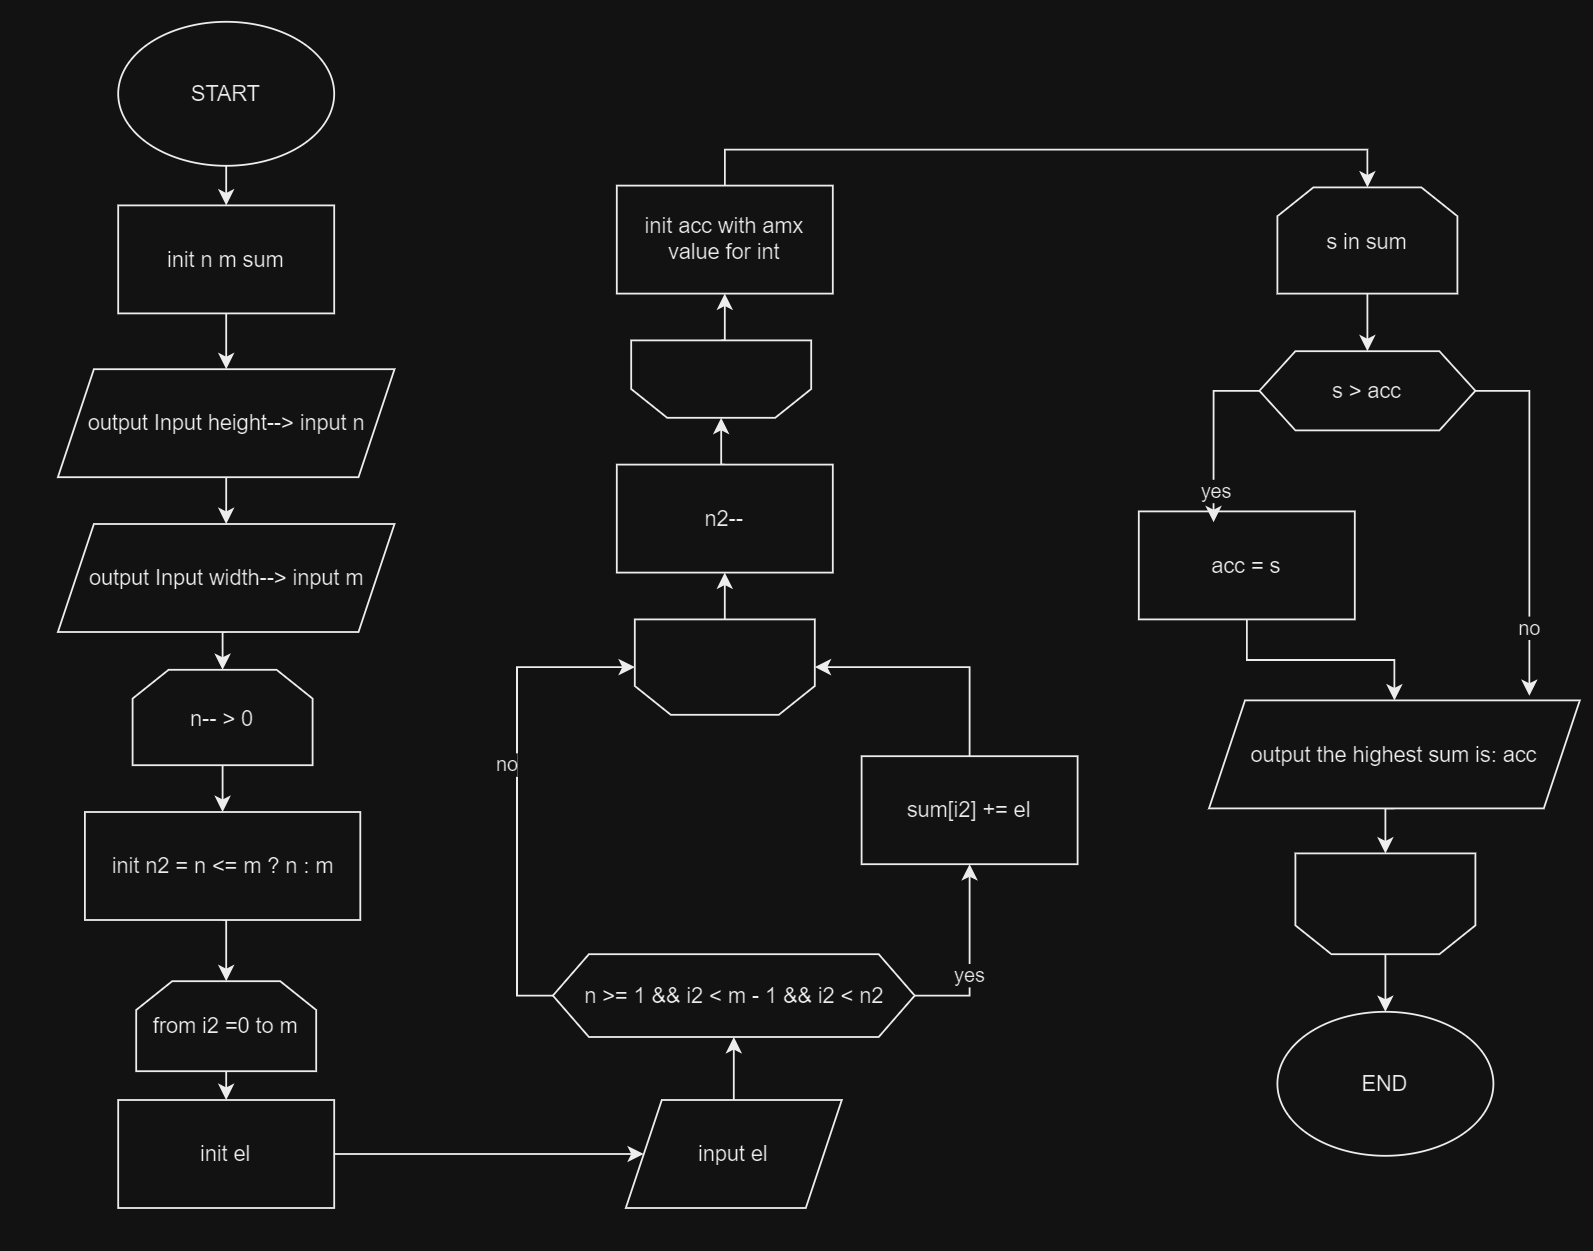 START
init n m sum
output Input height--> input n
output Input width--> input m
n-- > 0
init n2 = n <= m ? n : m
from i2 =0 to m
init el
input el
n >= 1 && i2 < m - 1 && i2 < n2
no
yes
sum[i2] += el
n2--
init acc with amx
value for int
s in sum
s > acc
yes
no
acc = s
output the highest sum is: acc
END